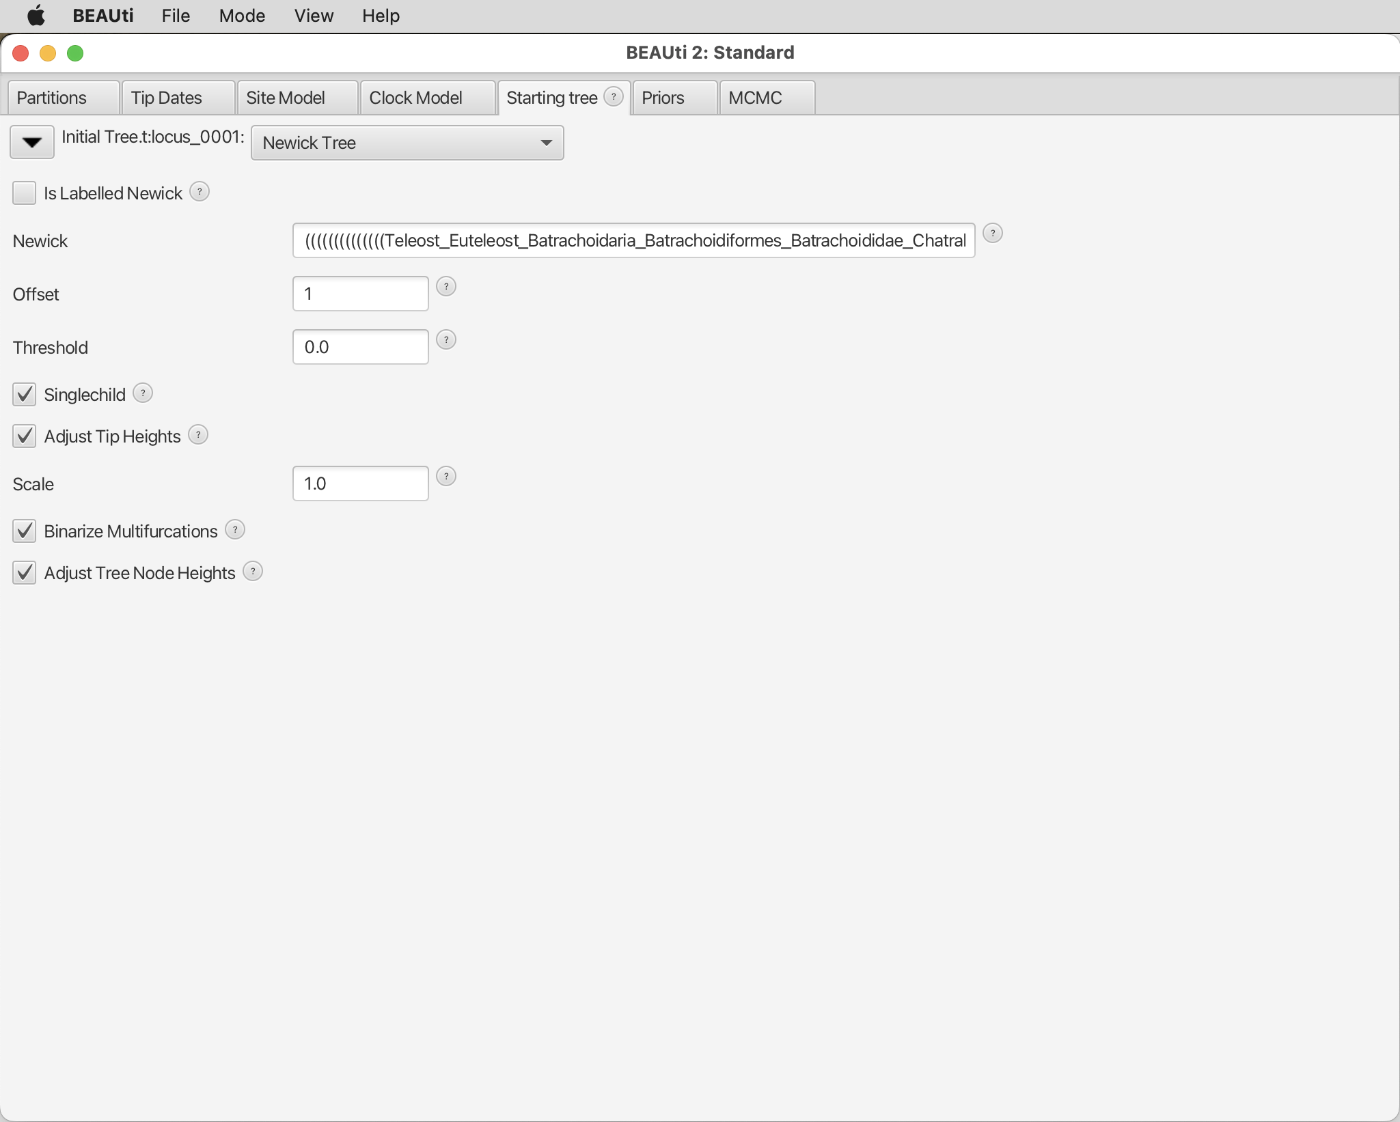 BEAUti File Mode View Help
BEAUti 2: Standard
Partitions Tip Dates Site Model Clock Model Starting tree ? Priors MCMC
Initial Tree.t:locus_0001: Newick Tree
Is Labelled Newick ?
Newick ((((((((((((((Teleost_Euteleost_Batrachoidaria_Batrachoidiformes_Batrachoididae_Chatral ?
Offset 1 ?
Threshold 0.0 ?
Singlechild ?
Adjust Tip Heights ?
Scale 1.0 ?
Binarize Multifurcations ?
Adjust Tree Node Heights ?